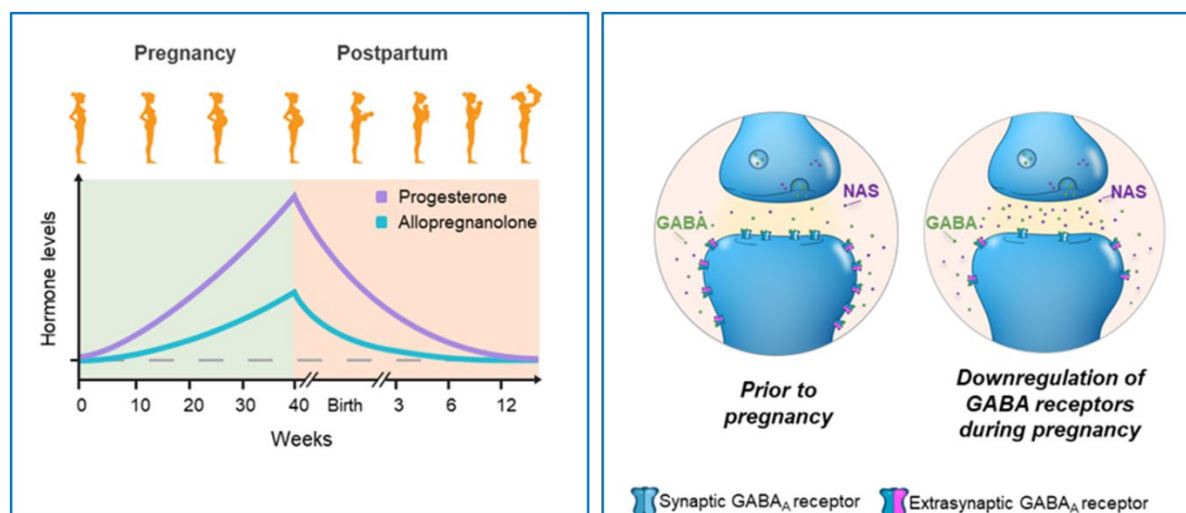 Pregnancy Postpartum
Progesterone
Allopregnanolone
Hormone levels
0 10 20 30 40 Birth 3 6 12
Weeks
NAS
GABA
NAS
GABA
Prior to
pregnancy
Downregulation of
GABA receptors
during pregnancy
Synaptic GABAA receptor
Extrasynaptic GABAA receptor